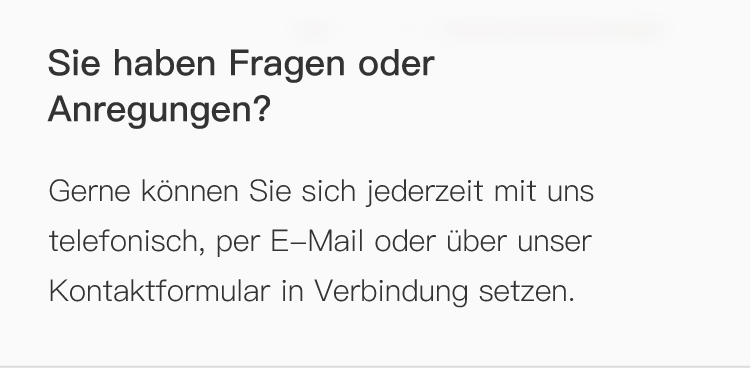 Sie haben Fragen oder
Anregungen?
Gerne können Sie sich jederzeit mit uns
telefonisch, per E–Mail oder über unser
Kontaktformular in Verbindung setzen.